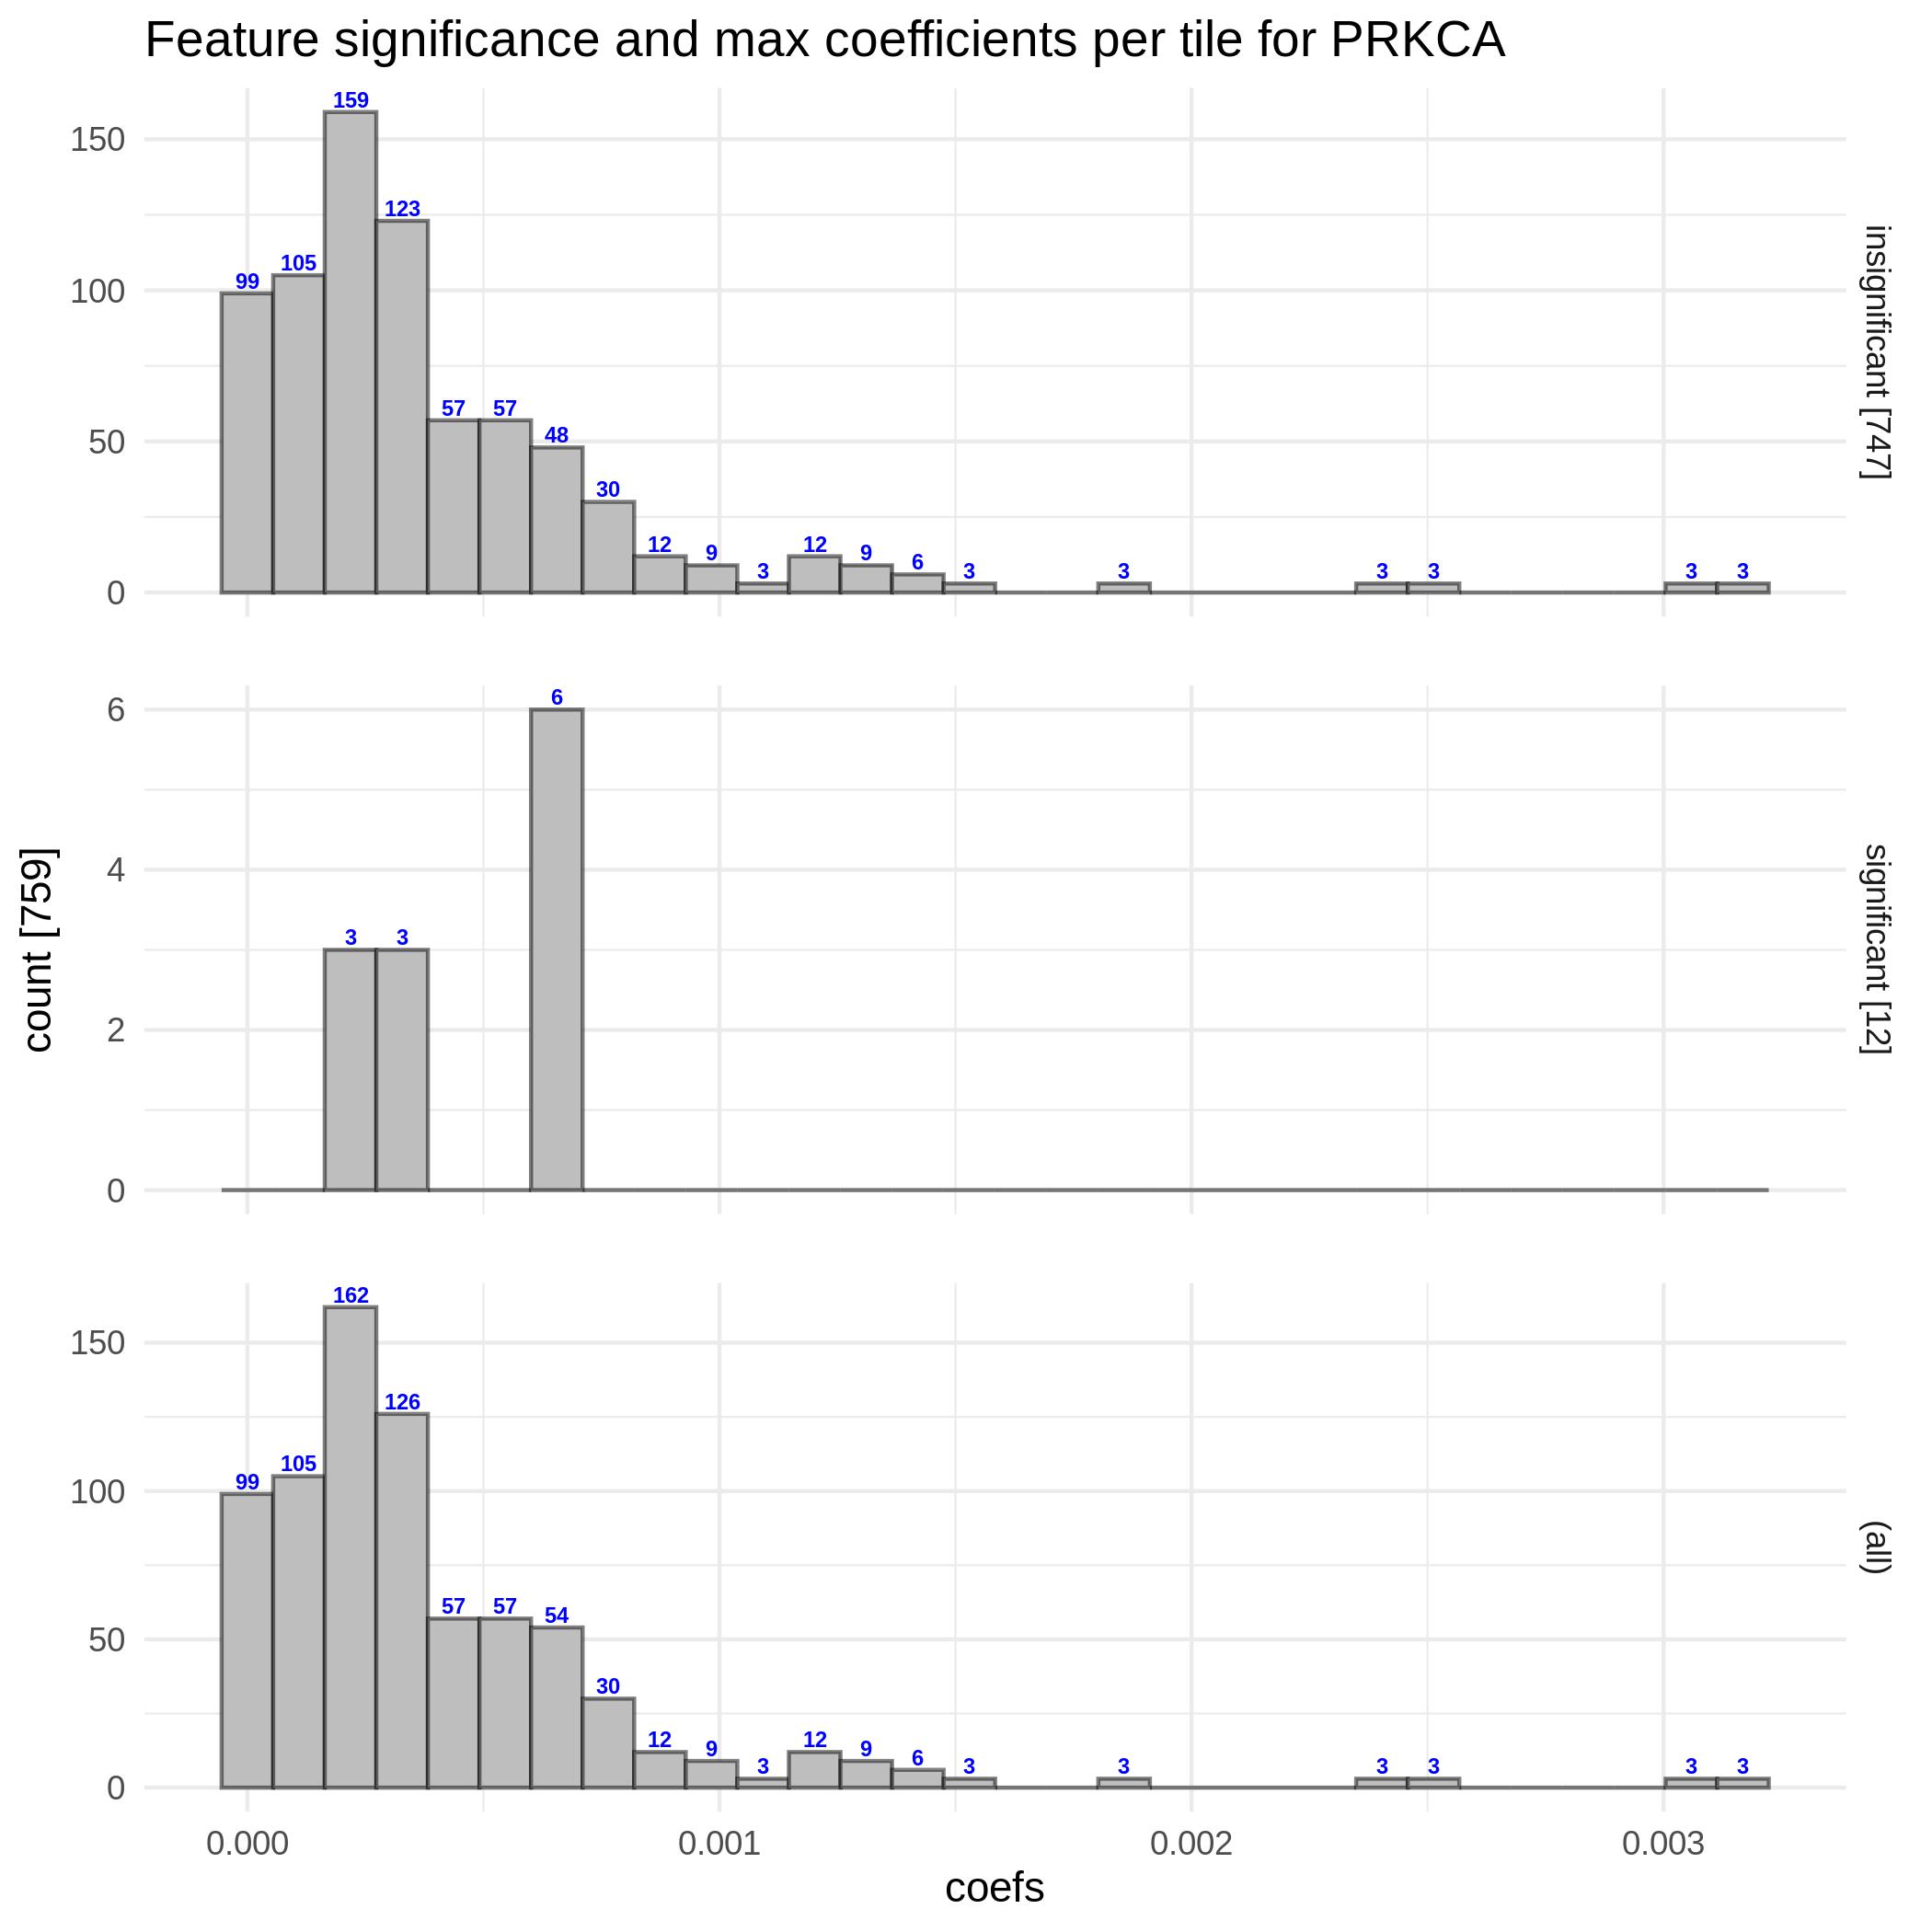 Feature significance and max coefficients per tile for PRKCA
159
150
123
105
99
100
57 57
48
50
30
12 9 3 12 9 6 3 3 3 3 3 3
0
insignificant [747]
6
6
4
3 3
2
0
significant [12]
count [759]
162
150
126
105
99
100
57 57 54
50
30
12 9 3 12 9 6 3 3 3 3 3 3
0
(all)
0.000 0.001 0.002 0.003
coefs